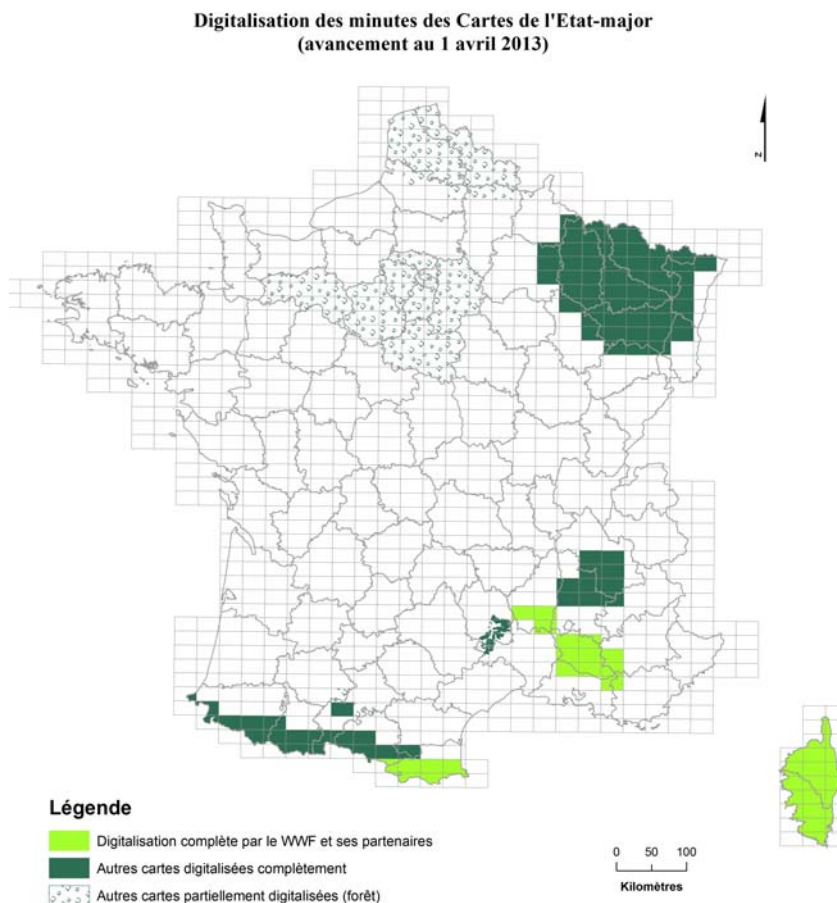 Digitalisation des minutes des Cartes de l'Etat-major
(avancement au 1 avril 2013)
N
Légende
Digitalisation complète par le WWF et ses partenaires
Autres cartes digitalisées complètement
Autres cartes partiellement digitalisées (forêt)
0 50 100
Kilomètres